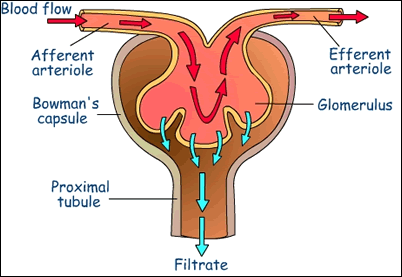 Blood flow
Afferent
arteriole
Efferent
arteriole
Bowman's
capsule
Glomerulus
Proximal
tubule
Filtrate